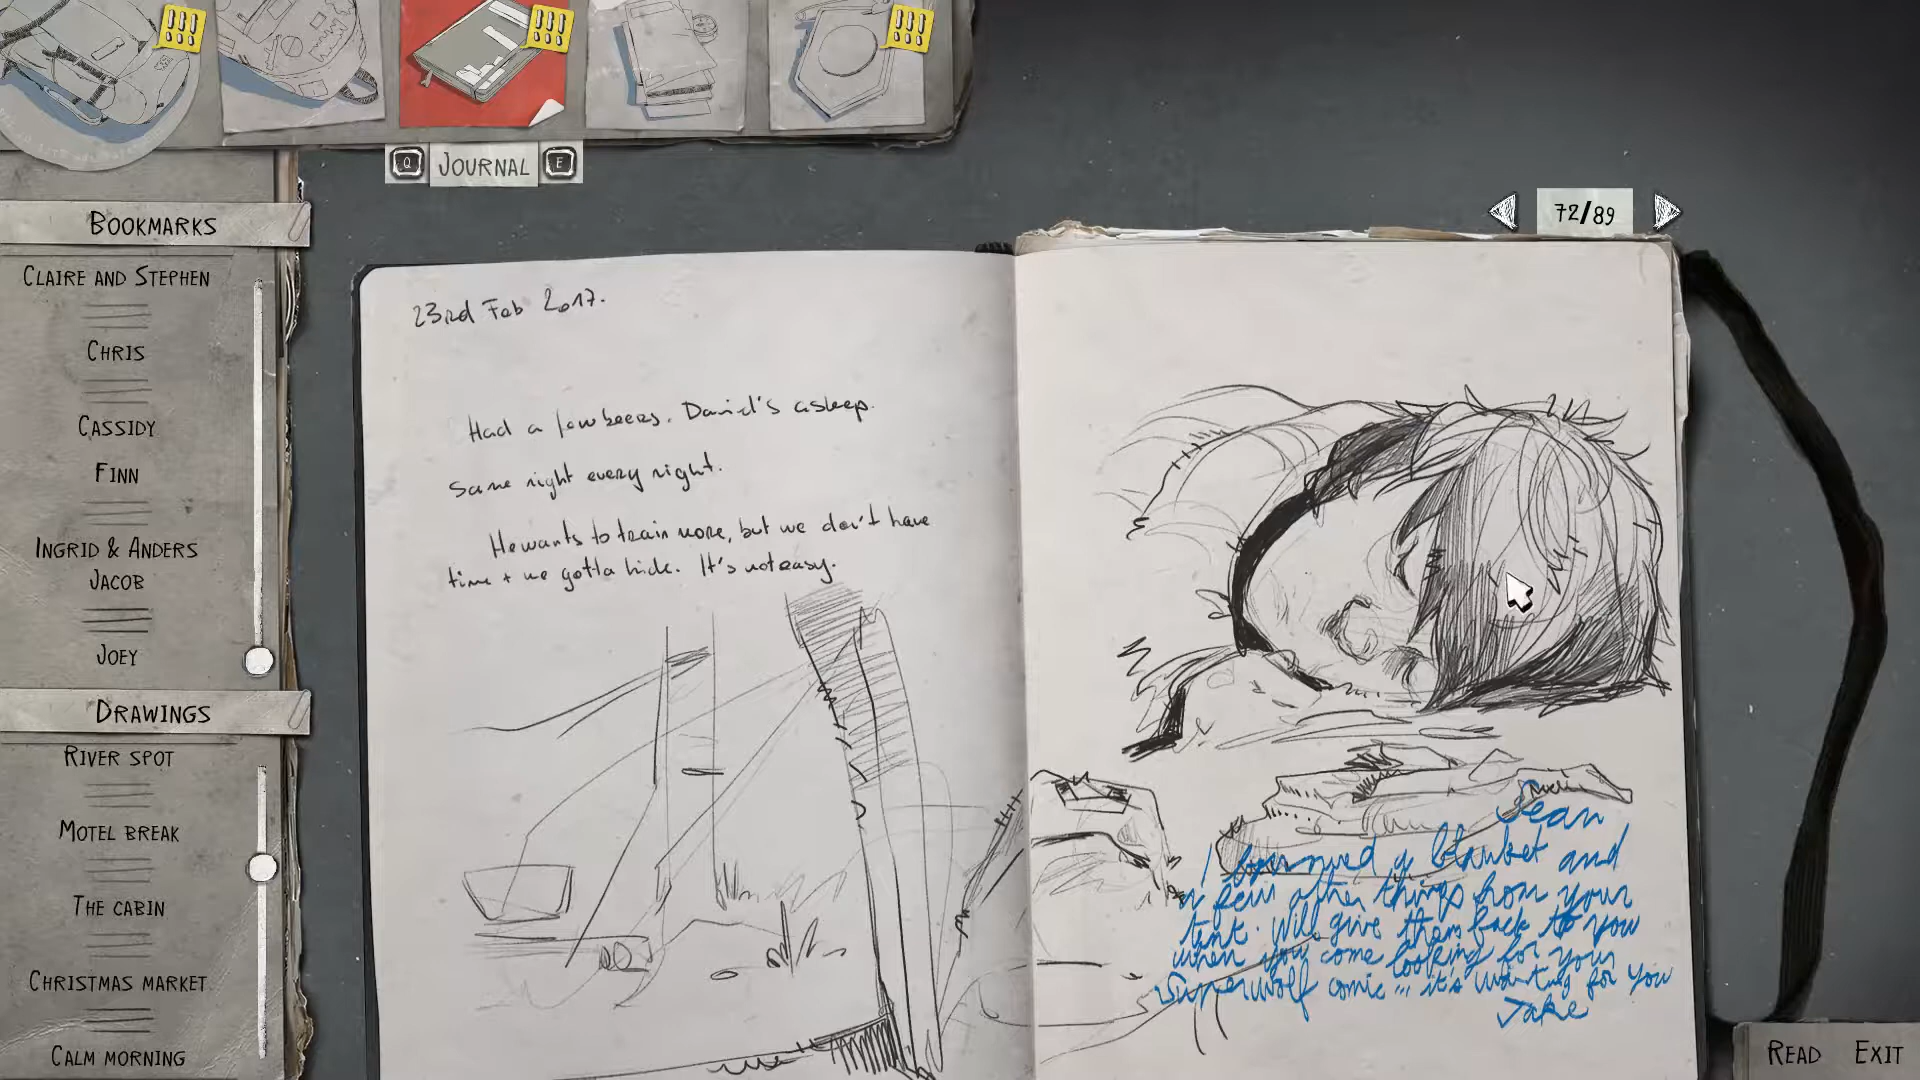 Q JOURNAL E
72/89
BOOKMARKS
CLAIRE AND STEPHEN
CHRIS
CASSIDY
FINN
INGRID & ANDERS
JACOB
JOEY
DRAWINGS
RIVER SPOT
MOTEL BREAK
THE CABIN
CHRISTMAS MARKET
CALM MORNING
23rd Feb 2017.
Had a few beers. Daniel's asleep.
Same night every night.
He wants to train more, but we don't have
time + we gotta hide. It's not easy.
Sean
I borrowed a blanket and
a few other things from your
tent. Will give them back to you
when you come looking for your
Superwolf comic... it's waiting for you
Jake
READ EXIT